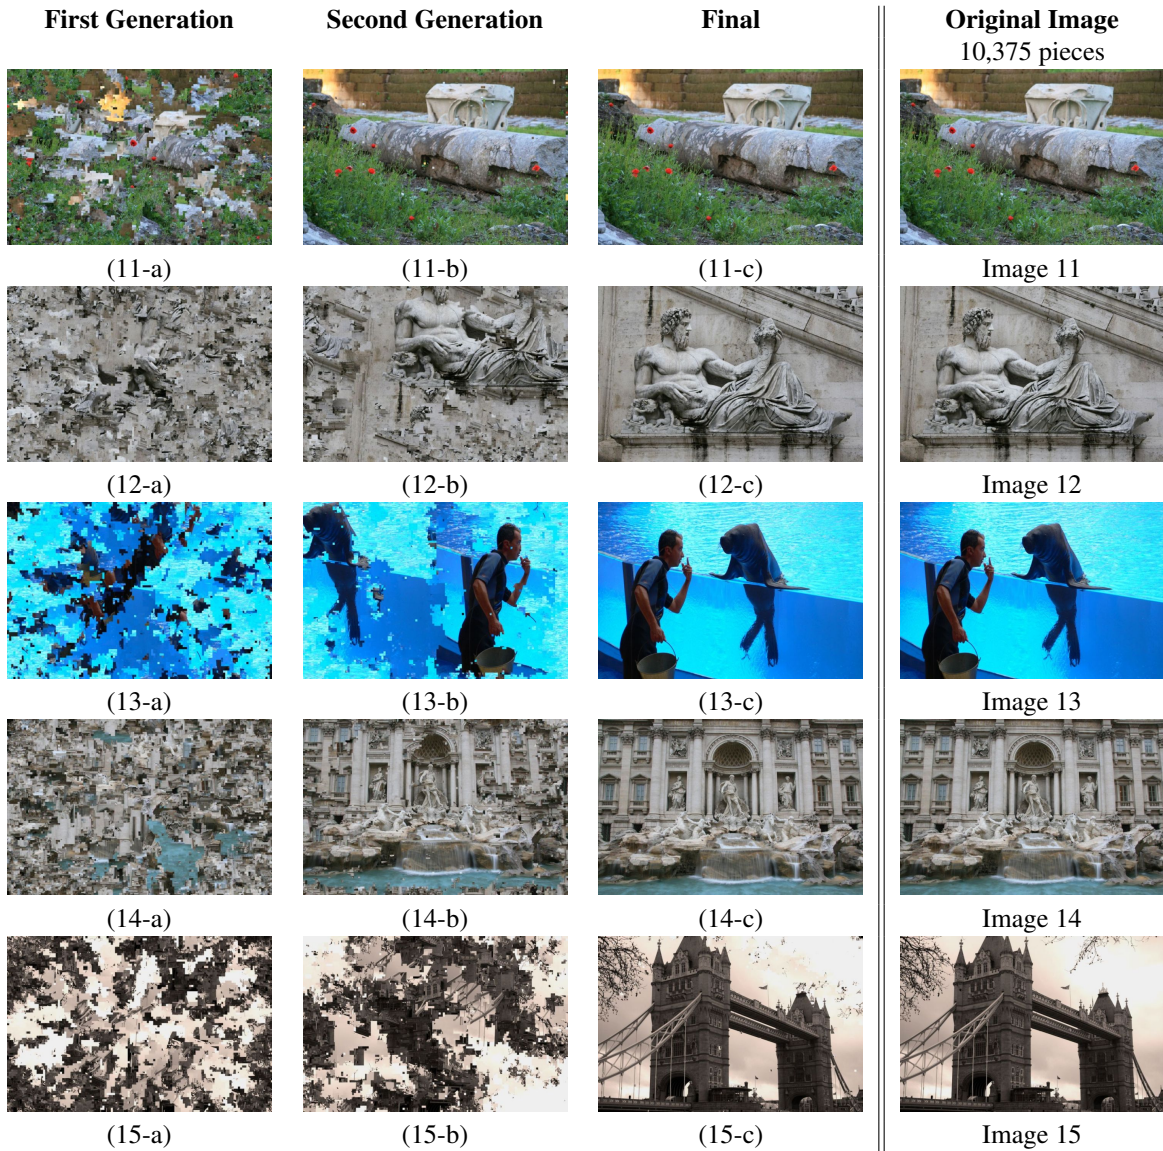 First Generation Second Generation Final Original Image
10,375 pieces
(11-a) (11-b) (11-c) Image 11
(12-a) (12-b) (12-c) Image 12
(13-a) (13-b) (13-c) Image 13
(14-a) (14-b) (14-c) Image 14
(15-a) (15-b) (15-c) Image 15